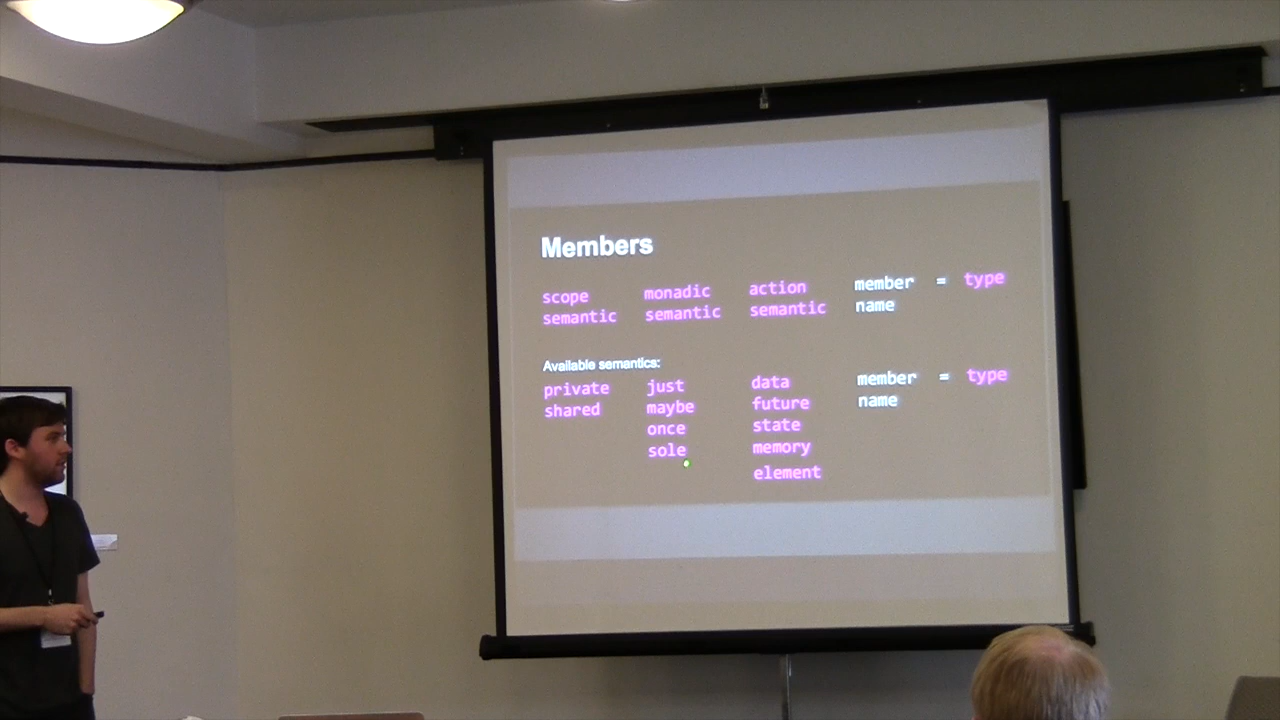 Members
scope monadic action member = type
semantic semantic semantic name
Available semantics:
private just data member = type
shared maybe future name
once state
sole memory
element